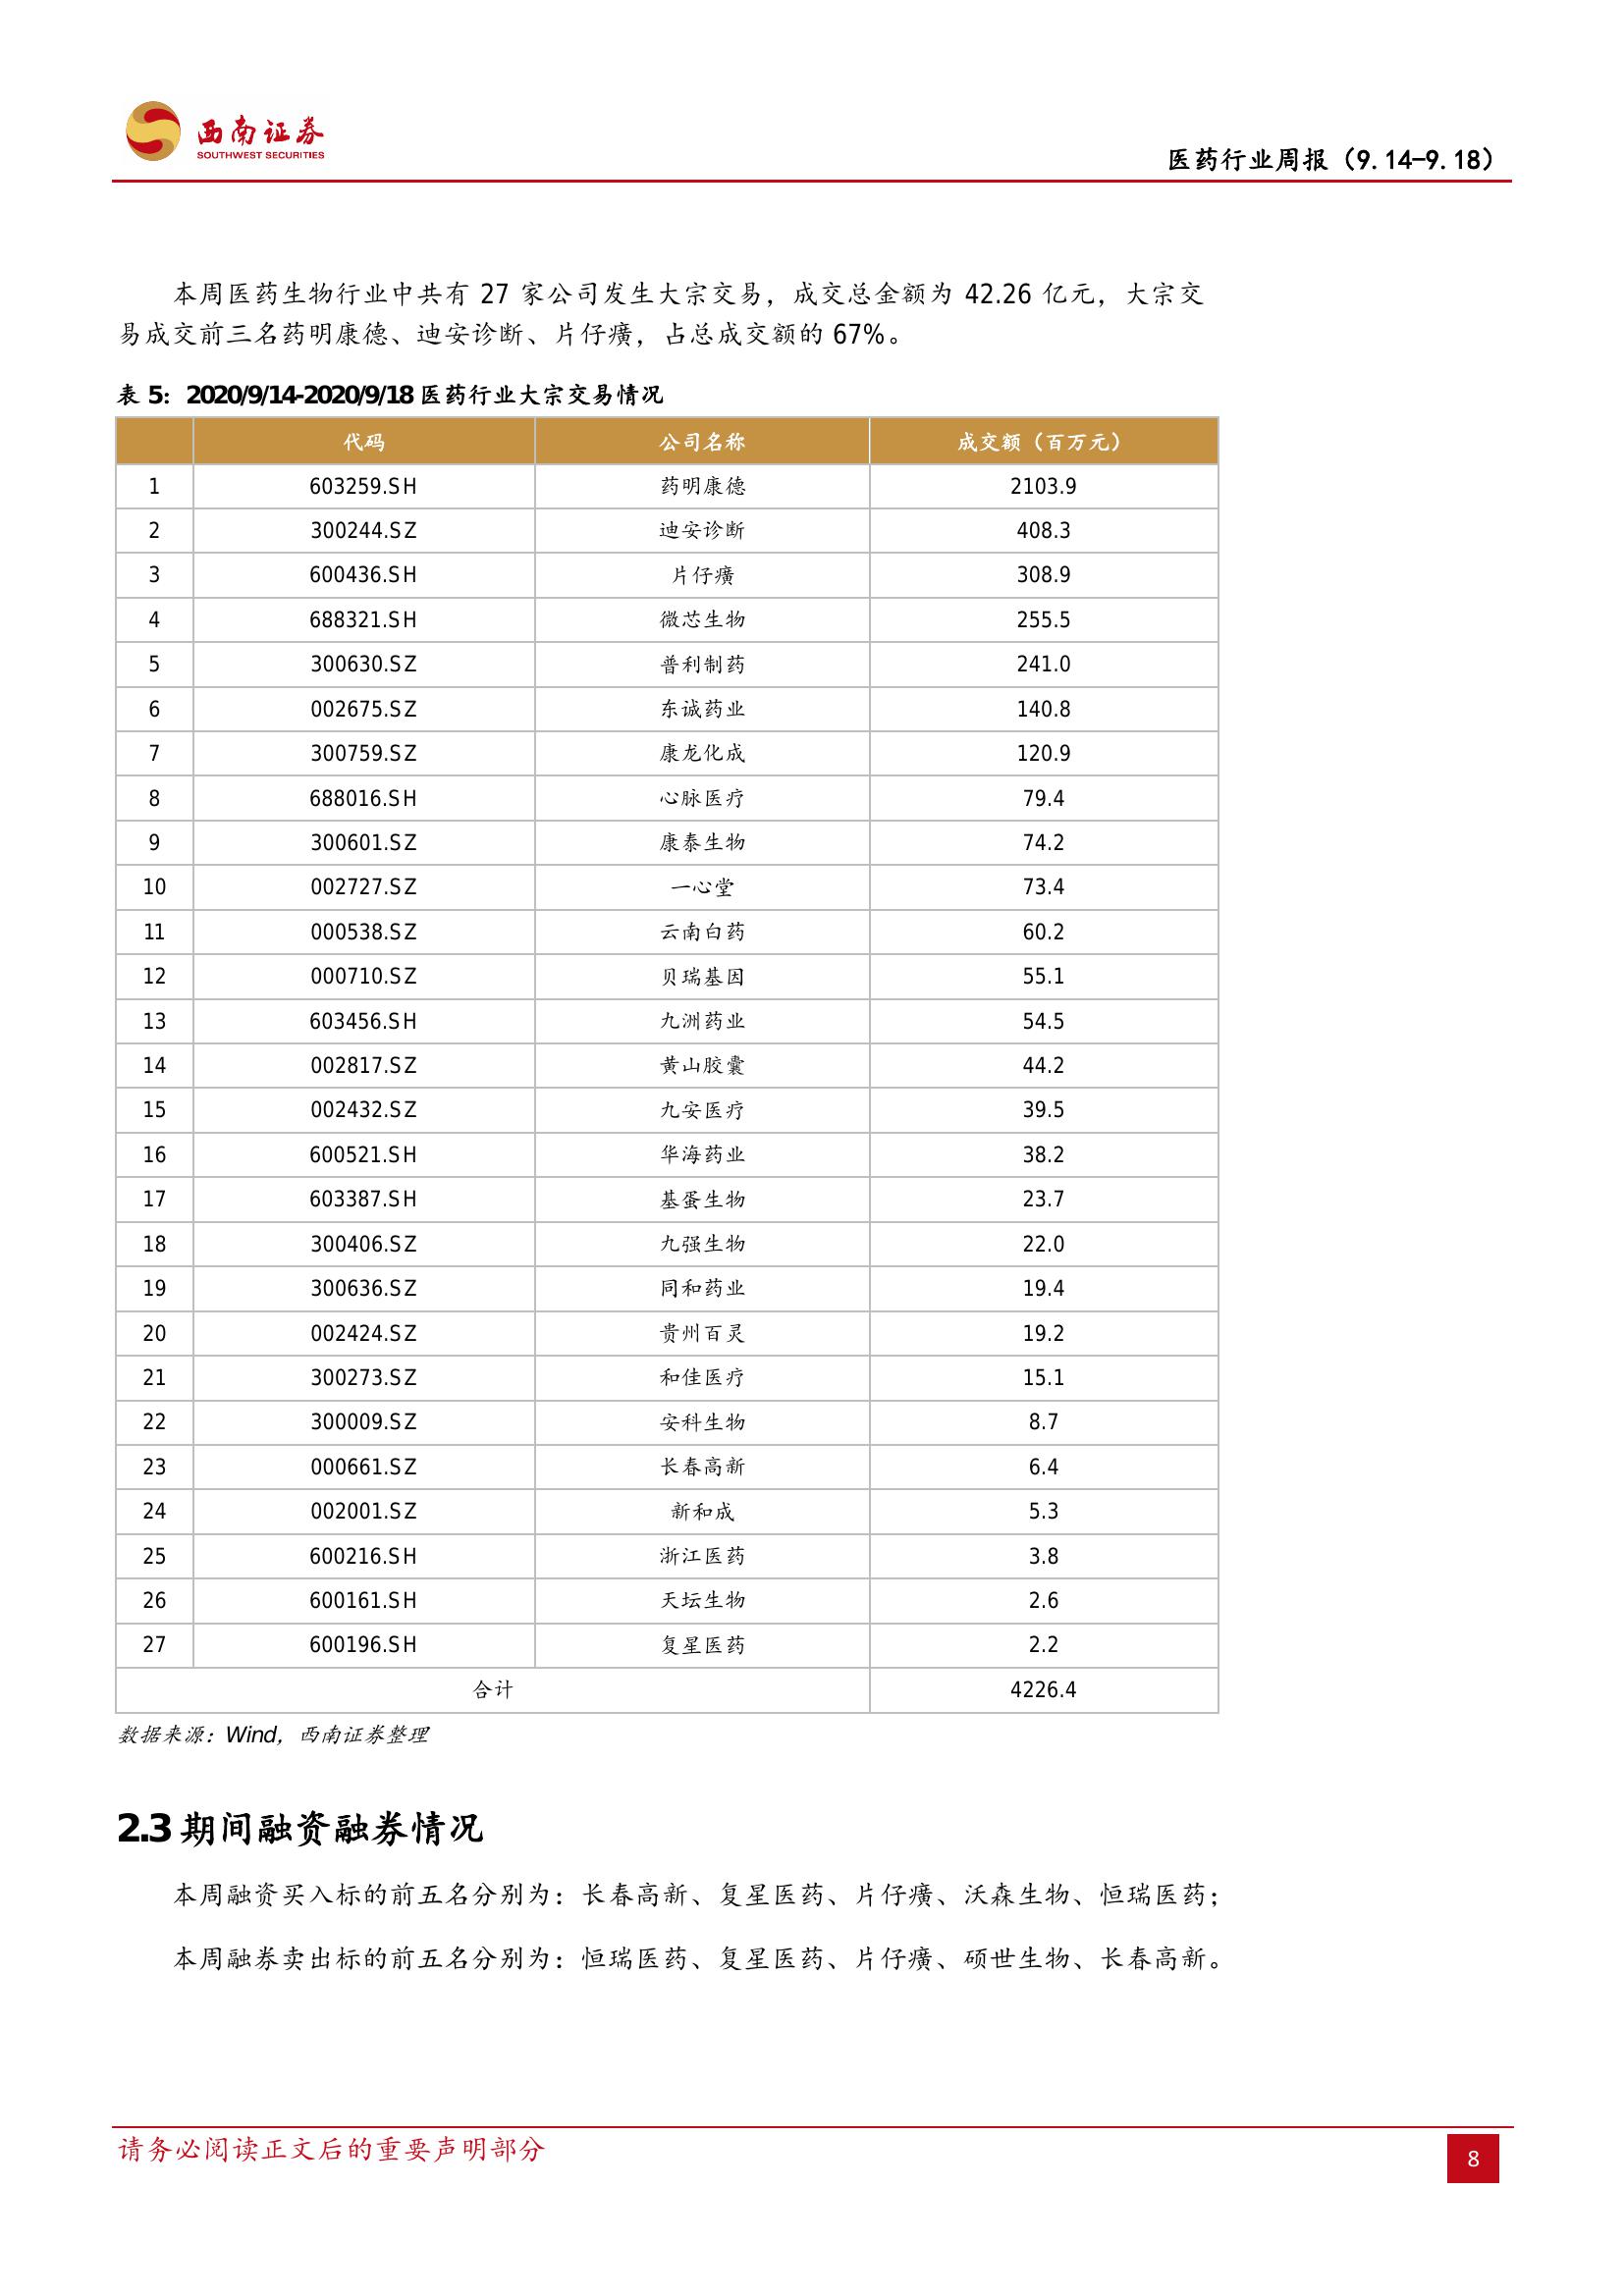 西南证券
SOUTHWEST SECURITIES
医药行业周报（9.14-9.18）
本周医药生物行业中共有 27 家公司发生大宗交易，成交总金额为 42.26 亿元，大宗交
易成交前三名药明康德、迪安诊断、片仔癀，占总成交额的 67%。
表 5：2020/9/14-2020/9/18 医药行业大宗交易情况
代码 公司名称 成交额（百万元）
1 603259.SH 药明康德 2103.9
2 300244.SZ 迪安诊断 408.3
3 600436.SH 片仔癀 308.9
4 688321.SH 微芯生物 255.5
5 300630.SZ 普利制药 241.0
6 002675.SZ 东诚药业 140.8
7 300759.SZ 康龙化成 120.9
8 688016.SH 心脉医疗 79.4
9 300601.SZ 康泰生物 74.2
10 002727.SZ 一心堂 73.4
11 000538.SZ 云南白药 60.2
12 000710.SZ 贝瑞基因 55.1
13 603456.SH 九洲药业 54.5
14 002817.SZ 黄山胶囊 44.2
15 002432.SZ 九安医疗 39.5
16 600521.SH 华海药业 38.2
17 603387.SH 基蛋生物 23.7
18 300406.SZ 九强生物 22.0
19 300636.SZ 同和药业 19.4
20 002424.SZ 贵州百灵 19.2
21 300273.SZ 和佳医疗 15.1
22 300009.SZ 安科生物 8.7
23 000661.SZ 长春高新 6.4
24 002001.SZ 新和成 5.3
25 600216.SH 浙江医药 3.8
26 600161.SH 天坛生物 2.6
27 600196.SH 复星医药 2.2
合计 4226.4
数据来源：Wind，西南证券整理
2.3 期间融资融券情况
本周融资买入标的前五名分别为：长春高新、复星医药、片仔癀、沃森生物、恒瑞医药；
本周融券卖出标的前五名分别为：恒瑞医药、复星医药、片仔癀、硕世生物、长春高新。
请务必阅读正文后的重要声明部分
8